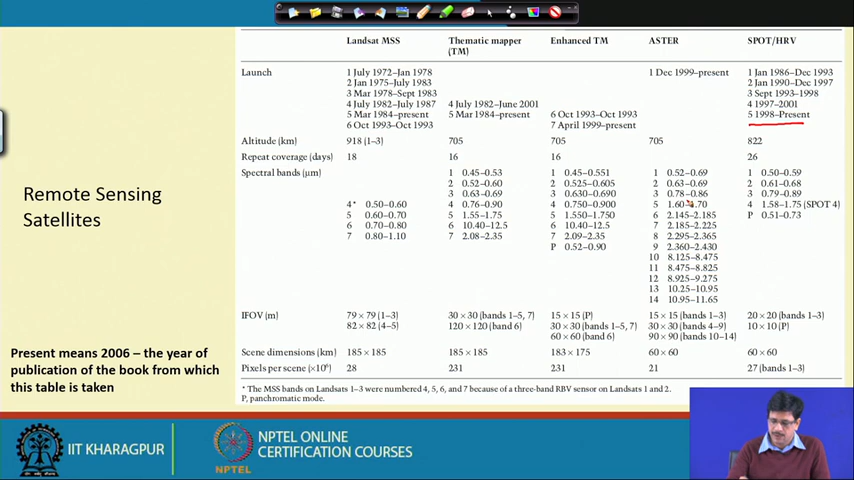 Landsat MSS Thematic mapper (TM) Enhanced TM ASTER SPOT/HRV
Launch 1 July 1972–Jan 1978 1 Dec 1999–present 1 Jan 1986–Dec 1993
2 Jan 1975–July 1983 2 Jan 1990–Dec 1997
3 Mar 1978–Sept 1983 3 Sept 1993–1998
4 July 1982–July 1987 4 July 1982–June 2001 4 1997–2001
5 Mar 1984–present 5 Mar 1984–present 6 Oct 1993–Oct 1993 5 1998–Present
6 Oct 1993–Oct 1993 7 April 1999–present
Altitude (km) 918 (1–3) 705 705 705 822
Repeat coverage (days) 18 16 16 26
Spectral bands (μm) 1 0.45–0.53 1 0.45–0.551 1 0.52–0.69 1 0.50–0.59
2 0.52–0.60 2 0.525–0.605 2 0.63–0.69 2 0.61–0.68
3 0.63–0.69 3 0.630–0.690 3 0.78–0.86 3 0.79–0.89
4* 0.50–0.60 4 0.76–0.90 4 0.750–0.900 5 1.60–1.70 4 1.58–1.75 (SPOT 4)
5 0.60–0.70 5 1.55–1.75 5 1.550–1.750 6 2.145–2.185 P 0.51–0.73
6 0.70–0.80 6 10.40–12.5 6 10.40–12.5 7 2.185–2.225
7 0.80–1.10 7 2.08–2.35 7 2.09–2.35 8 2.295–2.365
P 0.52–0.90 9 2.360–2.430
10 8.125–8.475
11 8.475–8.825
12 8.925–9.275
13 10.25–10.95
14 10.95–11.65
IFOV (m) 79 × 79 (1–3) 30 × 30 (bands 1–5, 7) 15 × 15 (P) 15 × 15 (bands 1–3) 20 × 20 (bands 1–3)
82 × 82 (4–5) 120 × 120 (band 6) 30 × 30 (bands 1–5, 7) 30 × 30 (bands 4–9) 10 × 10 (P)
60 × 60 (band 6) 90 × 90 (bands 10–14)
Scene dimensions (km) 185 × 185 185 × 185 183 × 175 60 × 60 60 × 60
Pixels per scene (×10⁶) 28 231 231 21 27 (bands 1–3)
* The MSS bands on Landsats 1–3 were numbered 4, 5, 6, and 7 because of a three-band RBV sensor on Landsats 1 and 2.
P, panchromatic mode.
Remote Sensing
Satellites
Present means 2006 – the year of
publication of the book from which
this table is taken
IIT KHARAGPUR
NPTEL
NPTEL ONLINE
CERTIFICATION COURSES